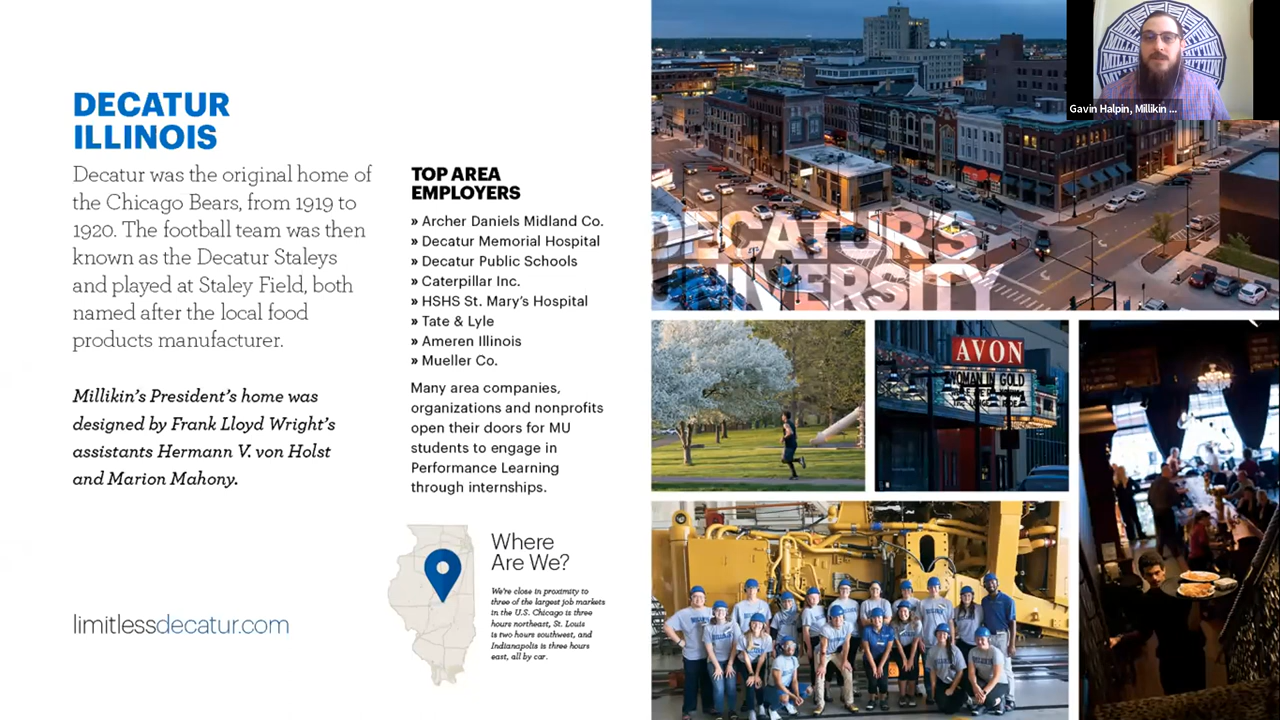 DECATUR
ILLINOIS
Decatur was the original home of
the Chicago Bears, from 1919 to
1920. The football team was then
known as the Decatur Staleys
and played at Staley Field, both
named after the local food
products manufacturer.
Millikin's President's home was
designed by Frank Lloyd Wright's
assistants Hermann V. von Holst
and Marion Mahony.
limitlessdecatur.com
TOP AREA
EMPLOYERS
» Archer Daniels Midland Co.
» Decatur Memorial Hospital
» Decatur Public Schools
» Caterpillar Inc.
» HSHS St. Mary's Hospital
» Tate & Lyle
» Ameren Illinois
» Mueller Co.
Many area companies,
organizations and nonprofits
open their doors for MU
students to engage in
Performance Learning
through internships.
Where
Are We?
We're close in proximity to
three of the largest job markets
in the U.S. Chicago is three
hours northeast, St. Louis
is two hours southwest, and
Indianapolis is three hours
east, all by car.
DECATUR'S
UNIVERSITY
AVON
WOMAN IN GOLD
MILLIKIN
Gavin Halpin, Millikin ...